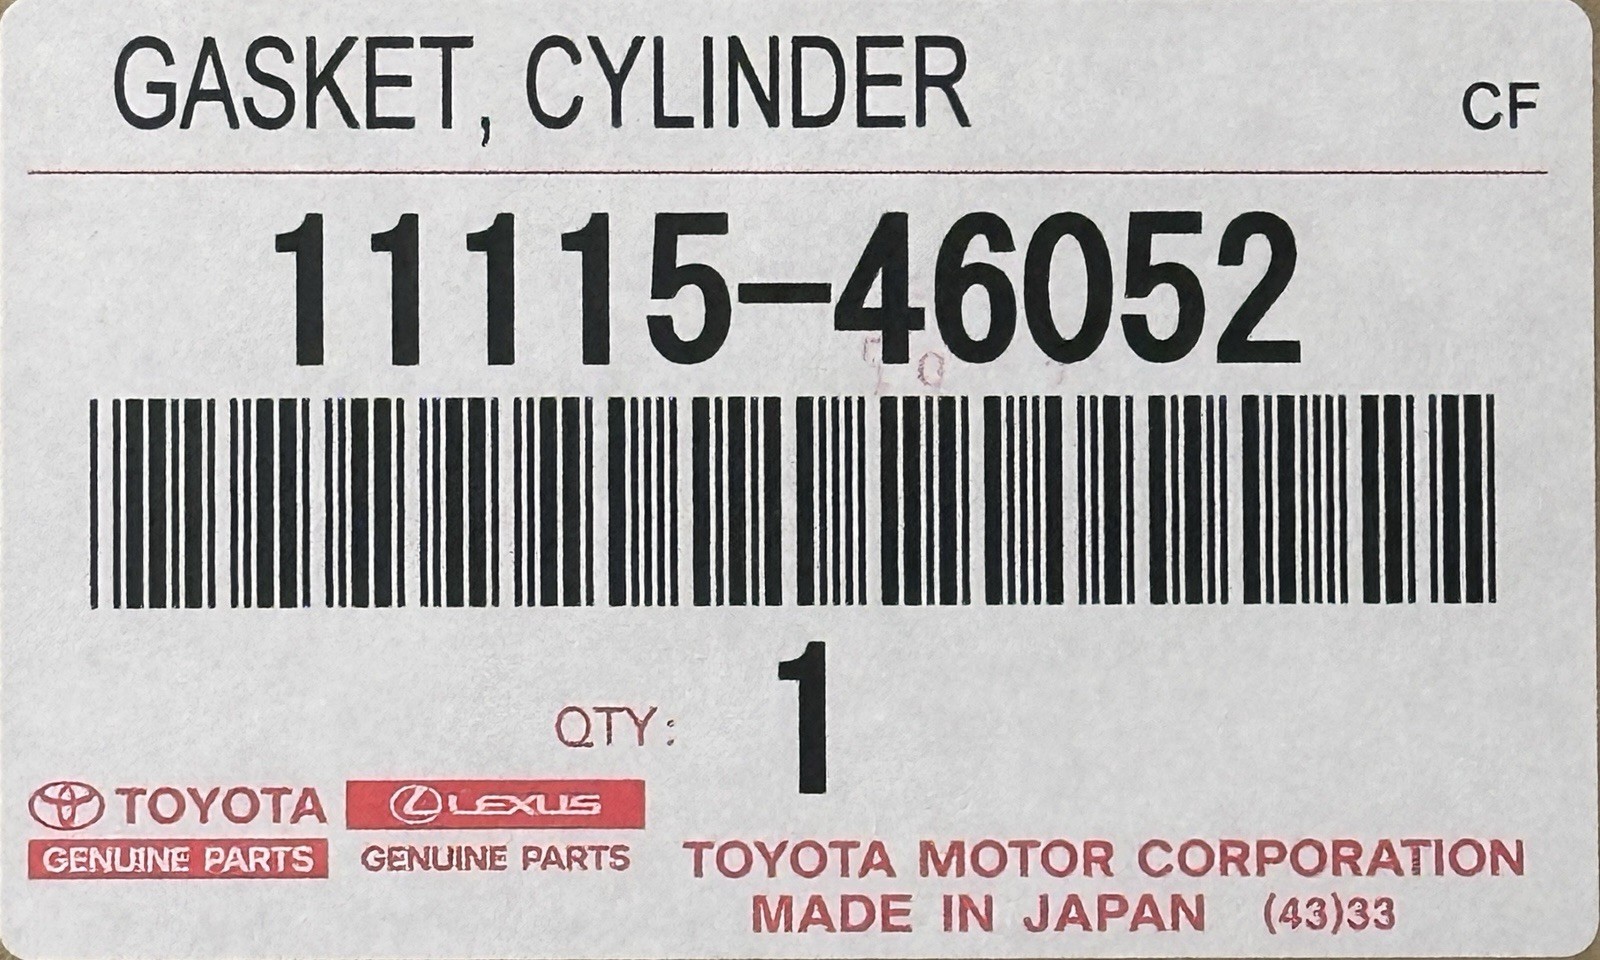 GASKET, CYLINDER CF
11115-46052
QTY: 1
TOYOTA LEXUS
GENUINE PARTS GENUINE PARTS
TOYOTA MOTOR CORPORATION
MADE IN JAPAN (43)33